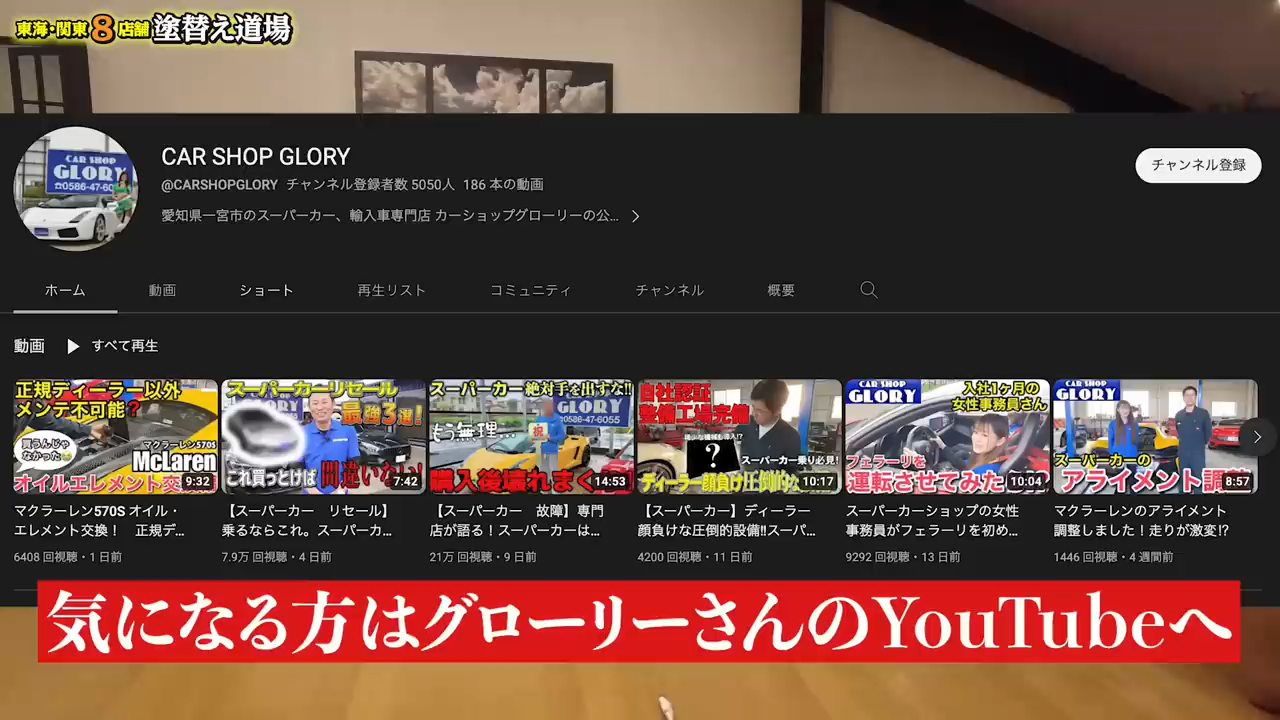 東海・関東8店舗 塗替え道場
CAR SHOP GLORY
@CARSHOPGLORY チャンネル登録者数 5050人 186 本の動画
愛知県一宮市のスーパーカー、輸入車専門店 カーショップグローリーの公...
チャンネル登録
CAR SHOP
GLORY
☎0586-47-60
ホーム 動画 ショート 再生リスト コミュニティ チャンネル 概要
動画 ▶ すべて再生
正規ディーラー以外
メンテ不可能?
買うんじゃ
なかった
マクラーレン570S
McLaren
オイルエレメント交換
9:32
スーパーカーリセール
最強3選!
これ買っとけば 間違いない!
7:42
スーパーカー絶対手を出すな!!
GLORY
0586-47-6055
もう無理...
祝
購入後壊れまく
14:53
自社認証
整備工場完備
?
スーパーカー乗り必見!
ディーラー顔負け圧倒的な
10:17
CAR SHOP
GLORY
入社1ヶ月の
女性事務員さん
フェラーリを
運転させてみた
10:04
CAR SHOP
GLORY
スーパーカーの
アライメント調整
8:57
マクラーレン570S オイル・
エレメント交換！　正規デ...
6408 回視聴・1 日前
【スーパーカー　リセール】
乗るならこれ。スーパーカ...
7.9万 回視聴・4 日前
【スーパーカー　故障】専門
店が語る！スーパーカーは...
21万 回視聴・9 日前
【スーパーカー】ディーラー
顔負けな圧倒的設備‼スーパ...
4200 回視聴・11 日前
スーパーカーショップの女性
事務員がフェラーリを初め...
9292 回視聴・13 日前
マクラーレンのアライメント
調整しました！走りが激変⁉
1446 回視聴・4 週間前
気になる方はグローリーさんのYouTubeへ